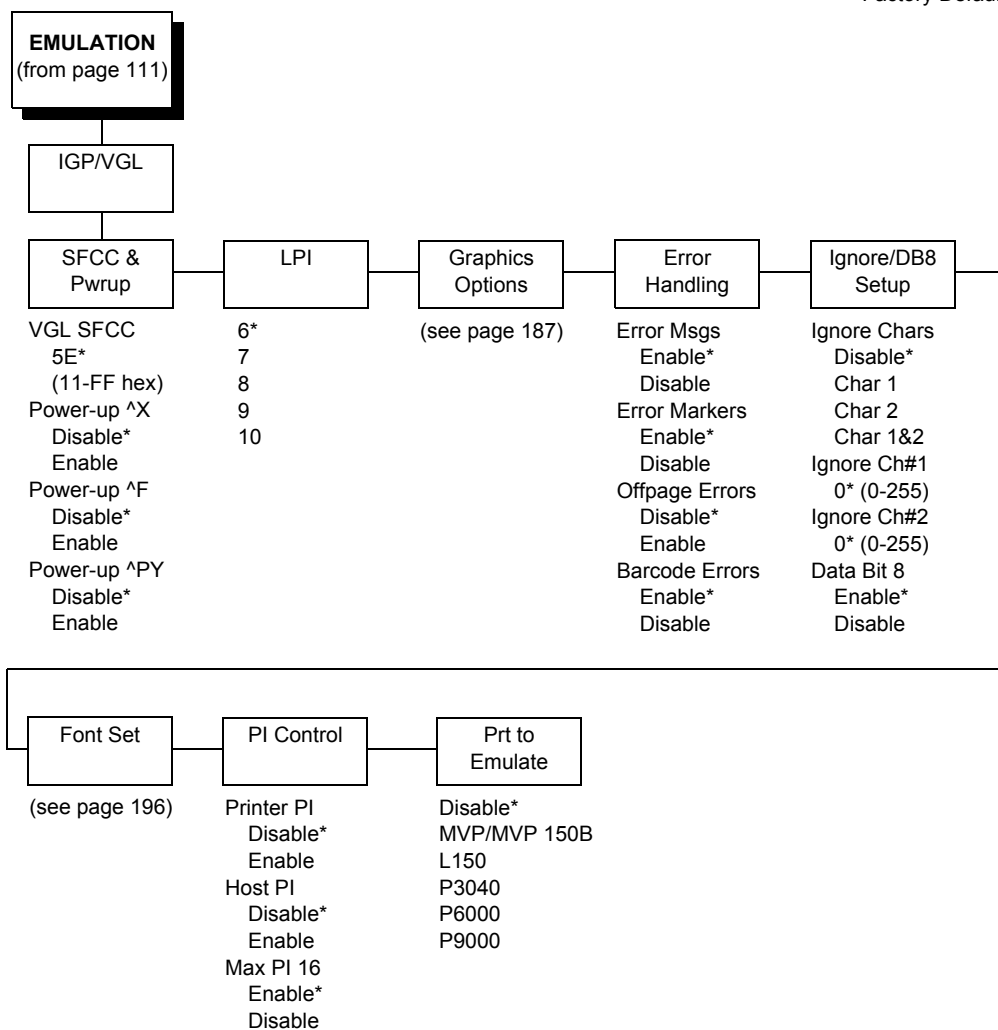 EMULATION
(from page 111)
IGP/VGL
SFCC &
Pwrup
LPI
Graphics
Options
Error
Handling
Ignore/DB8
Setup
VGL SFCC
5E*
(11-FF hex)
Power-up ^X
Disable*
Enable
Power-up ^F
Disable*
Enable
Power-up ^PY
Disable*
Enable
6*
7
8
9
10
(see page 187)
Error Msgs
Enable*
Disable
Error Markers
Enable*
Disable
Offpage Errors
Disable*
Enable
Barcode Errors
Enable*
Disable
Ignore Chars
Disable*
Char 1
Char 2
Char 1&2
Ignore Ch#1
0* (0-255)
Ignore Ch#2
0* (0-255)
Data Bit 8
Enable*
Disable
Font Set
(see page 196)
PI Control
Printer PI
Disable*
Enable
Host PI
Disable*
Enable
Max PI 16
Enable*
Disable
Prt to
Emulate
Disable*
MVP/MVP 150B
L150
P3040
P6000
P9000